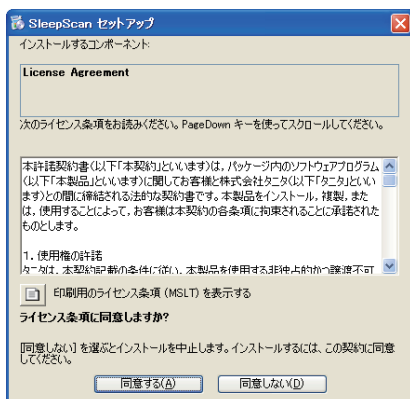 SleepScan セットアップ
インストールするコンポーネント:
License Agreement
次のライセンス条項をお読みください。PageDown キーを使ってスクロールしてください。
本許諾契約書(以下「本契約」といいます)は、パッケージ内のソフトウェアプログラム
(以下「本製品」といいます)に関してお客様と株式会社タニタ(以下「タニタ」といい
ます)との間に締結される法的な契約書です。本製品をインストール、複製、また
は、使用することによって、お客様は本契約の各条項に拘束されることに承諾された
ものとします。
1. 使用権の許諾
タニタは、本契約記載の条件に従い、本製品を使用する非独占的かつ譲渡不可
印刷用のライセンス条項 (MSLT) を表示する
ライセンス条項に同意しますか?
[同意しない] を選ぶとインストールを中止します。インストールするには、この契約に同意
してください。
同意する(A)
同意しない(D)